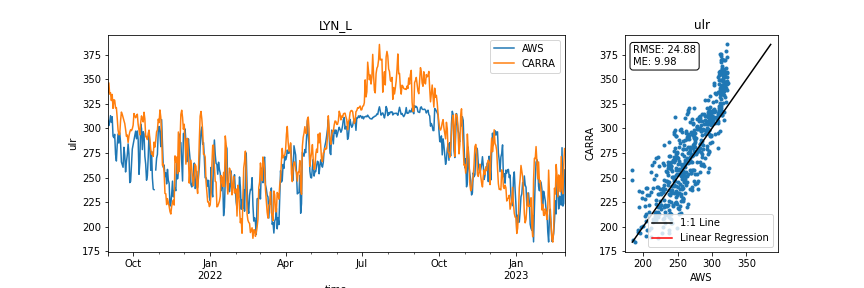 LYN_L
ulr
375
350
325
300
275
250
225
200
175
AWS
CARRA
Oct
Jan
2022
Apr
Jul
Oct
Jan
2023
time
ulr
CARRA
375
350
325
300
275
250
225
200
175
RMSE: 24.88
ME: 9.98
1:1 Line
Linear Regression
200
250
300
350
AWS